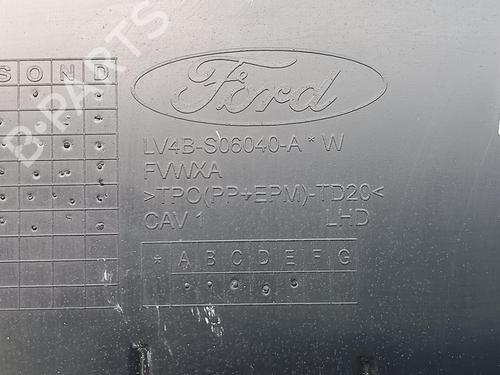 S O N D
Ford
LV4B-S06040-A * W
FVWXA
>TPO(PP+EPM)-TD20<
CAV 1 LHD
* A B C D E F G
B-PARTS